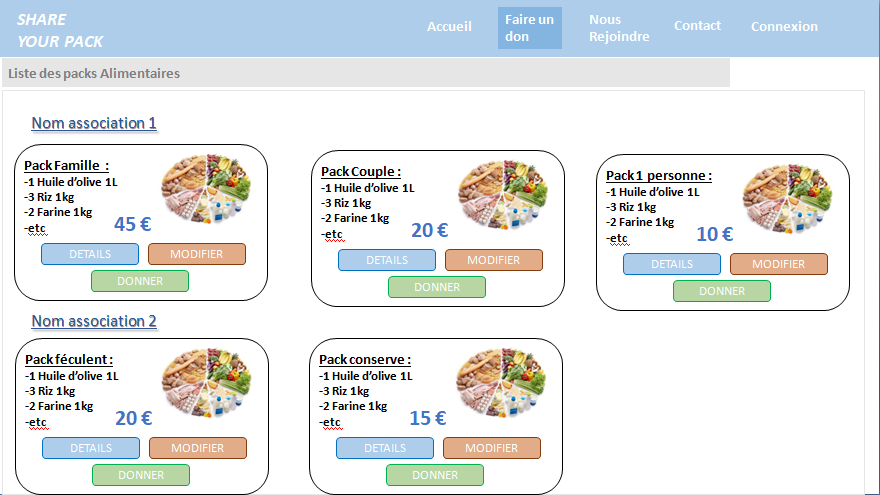 SHARE
YOUR PACK
Accueil
Faire un
don
Nous
Rejoindre
Contact
Connexion
Liste des packs Alimentaires
Nom association 1
Pack Famille :
-1 Huile d’olive 1L
-3 Riz 1kg
-2 Farine 1kg
-etc
45 €
DETAILS
MODIFIER
DONNER
Pack Couple :
-1 Huile d’olive 1L
-3 Riz 1kg
-2 Farine 1kg
-etc
20 €
DETAILS
MODIFIER
DONNER
Pack 1 personne :
-1 Huile d’olive 1L
-3 Riz 1kg
-2 Farine 1kg
-etc
10 €
DETAILS
MODIFIER
DONNER
Nom association 2
Pack féculent :
-1 Huile d’olive 1L
-3 Riz 1kg
-2 Farine 1kg
-etc
20 €
DETAILS
MODIFIER
DONNER
Pack conserve :
-1 Huile d’olive 1L
-3 Riz 1kg
-2 Farine 1kg
-etc
15 €
DETAILS
MODIFIER
DONNER